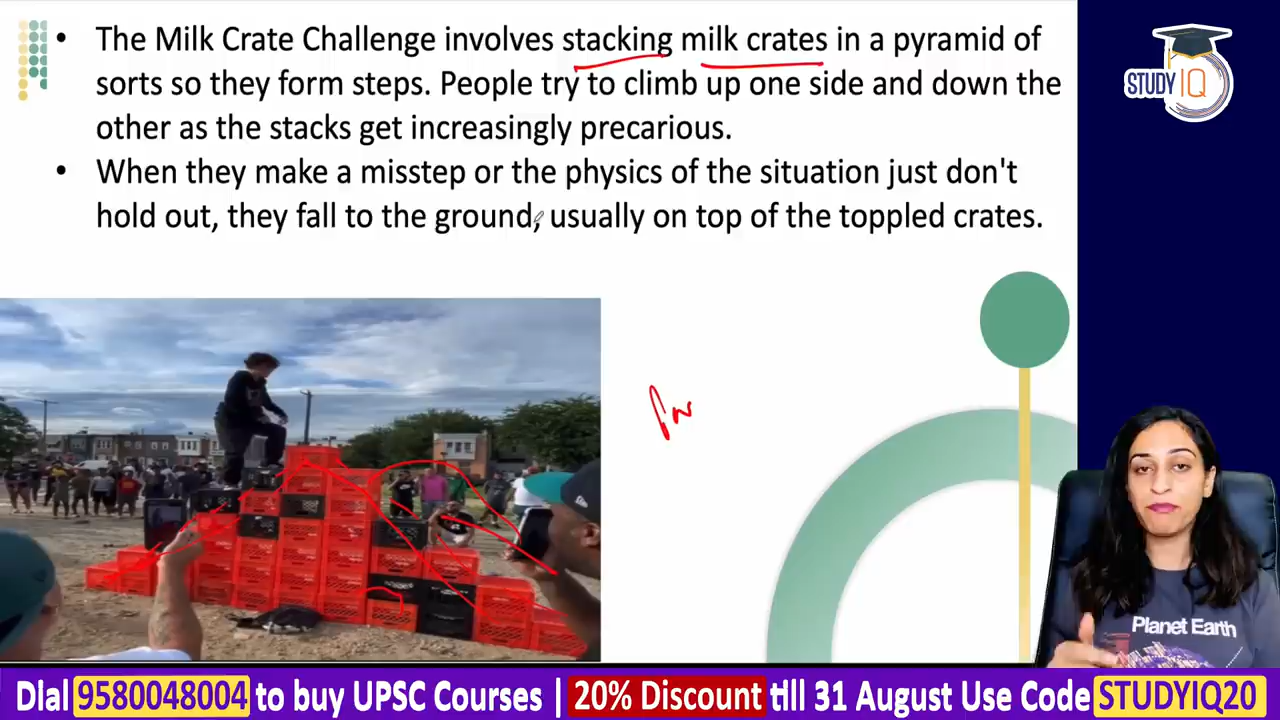 The Milk Crate Challenge involves stacking milk crates in a pyramid of
sorts so they form steps. People try to climb up one side and down the
other as the stacks get increasingly precarious.
When they make a misstep or the physics of the situation just don't
hold out, they fall to the ground, usually on top of the toppled crates.
STUDY IQ
Planet Earth
Dial 9580048004 to buy UPSC Courses | 20% Discount till 31 August Use Code STUDYIQ20